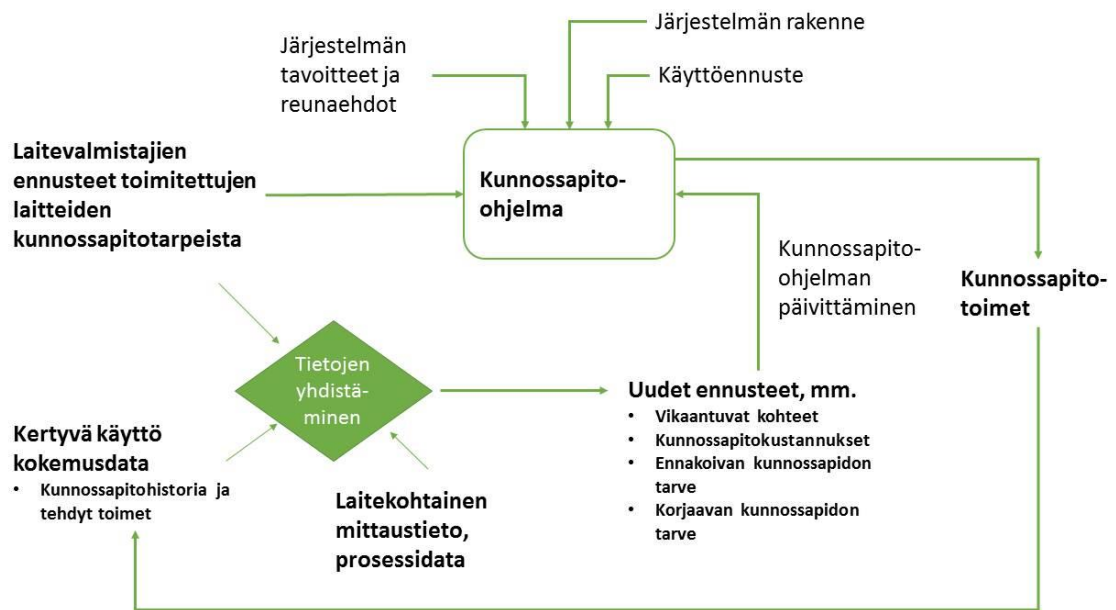 Järjestelmän rakenne
Järjestelmän
tavoitteet ja
reunaehdot
Käyttöennuste
Laitevalmistajien
ennusteet toimitettujen
laitteiden
kunnossapitotarpeista
Kunnossapito-
ohjelma
Kunnossapito-
ohjelman
päivittäminen
Kunnossapito-
toimet
Tietojen
yhdistä-
minen
Uudet ennusteet, mm.
• Vikaantuvat kohteet
• Kunnossapitokustannukset
• Ennakoivan kunnossapidon
tarve
• Korjaavan kunnossapidon
tarve
Kertyvä käyttö
kokemusdata
• Kunnossapitohistoria ja
tehdyt toimet
Laitekohtainen
mittaustieto,
prosessidata